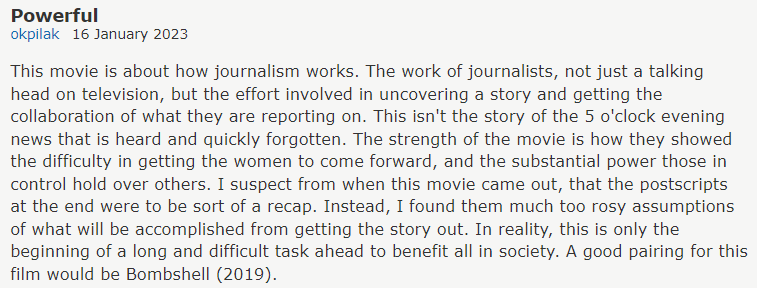 Powerful
okpilak 16 January 2023
This movie is about how journalism works. The work of journalists, not just a talking
head on television, but the effort involved in uncovering a story and getting the
collaboration of what they are reporting on. This isn't the story of the 5 o'clock evening
news that is heard and quickly forgotten. The strength of the movie is how they showed
the difficulty in getting the women to come forward, and the substantial power those in
control hold over others. I suspect from when this movie came out, that the postscripts
at the end were to be sort of a recap. Instead, I found them much too rosy assumptions
of what will be accomplished from getting the story out. In reality, this is only the
beginning of a long and difficult task ahead to benefit all in society. A good pairing for this
film would be Bombshell (2019).